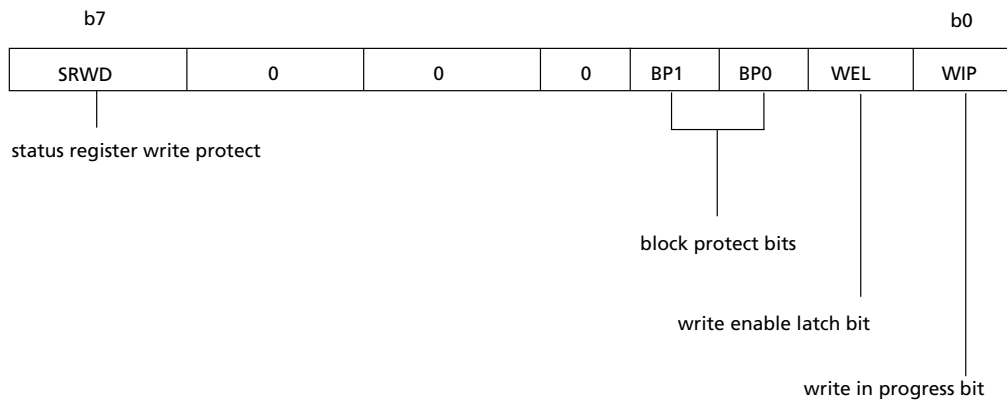 b7 b0
SRWD 0 0 0 BP1 BP0 WEL WIP
status register write protect
block protect bits
write enable latch bit
write in progress bit